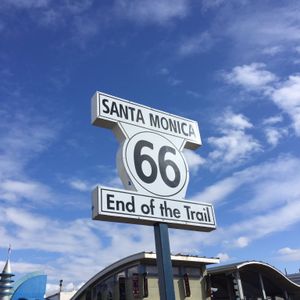 SANTA MONICA
66
End of the Trail